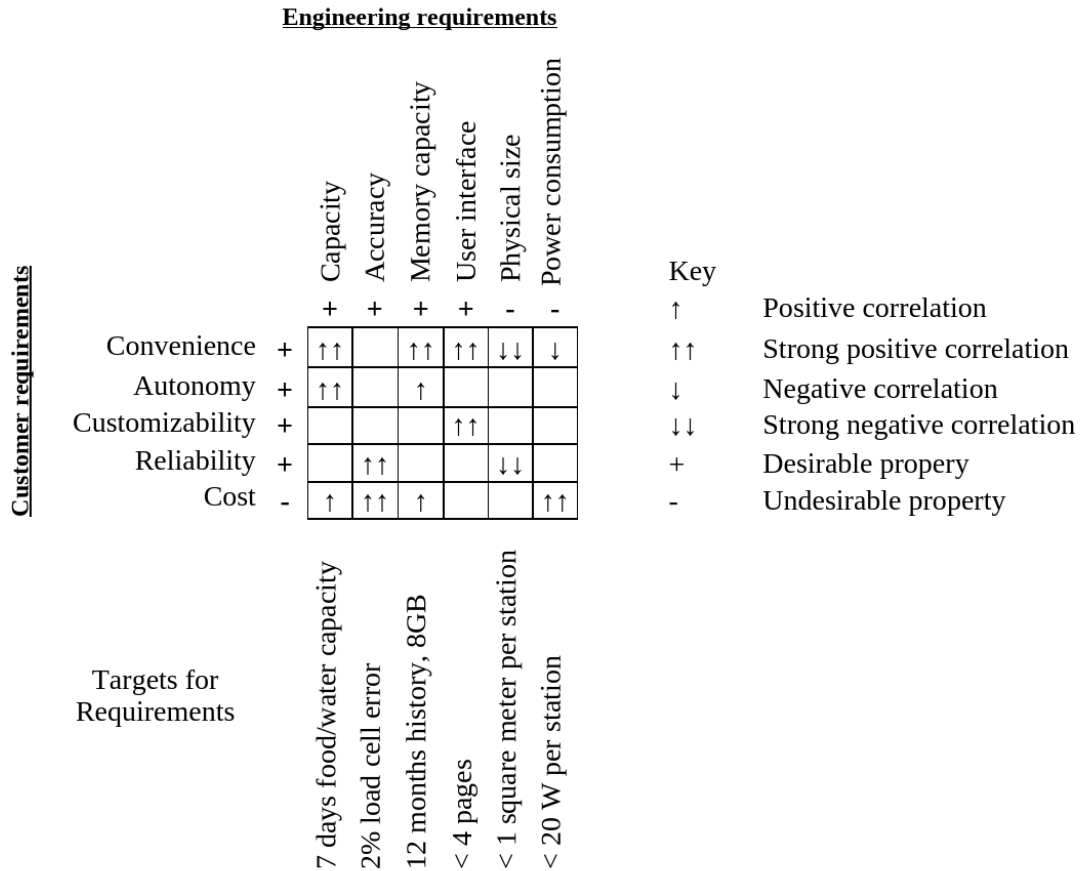 Engineering requirements
Capacity
Accuracy
Memory capacity
User interface
Physical size
Power consumption
+ + + + - -
Customer requirements
Convenience + ↑↑ ↑↑ ↑↑ ↓↓ ↓
Autonomy + ↑↑ ↑
Customizability + ↑↑
Reliability + ↑↑ ↓↓
Cost - ↑ ↑↑ ↑ ↑↑
Key
↑ Positive correlation
↑↑ Strong positive correlation
↓ Negative correlation
↓↓ Strong negative correlation
+ Desirable propery
- Undesirable property
Targets for
Requirements
7 days food/water capacity
2% load cell error
12 months history, 8GB
< 4 pages
< 1 square meter per station
< 20 W per station